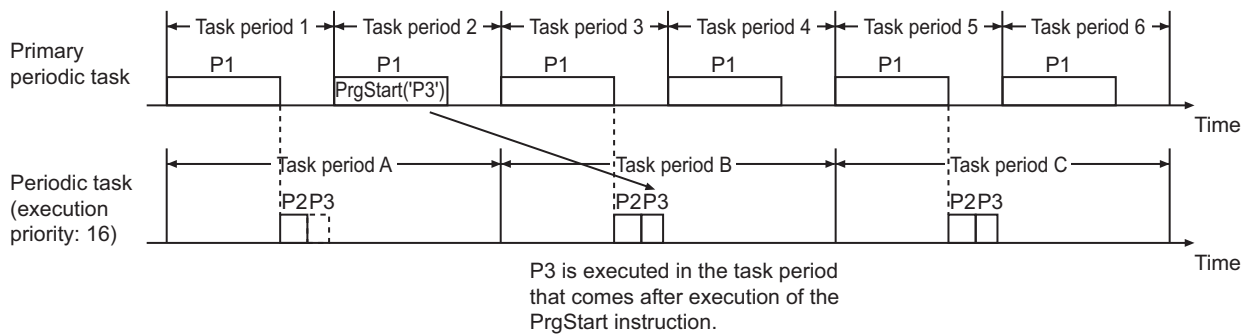 Task period 1 Task period 2 Task period 3 Task period 4 Task period 5 Task period 6
Primary
periodic task
P1 P1 P1 P1 P1 P1
PrgStart('P3')
Time
Task period A Task period B Task period C
Periodic task
(execution
priority: 16)
P2 P3 P2 P3 P2 P3
Time
P3 is executed in the task period
that comes after execution of the
PrgStart instruction.